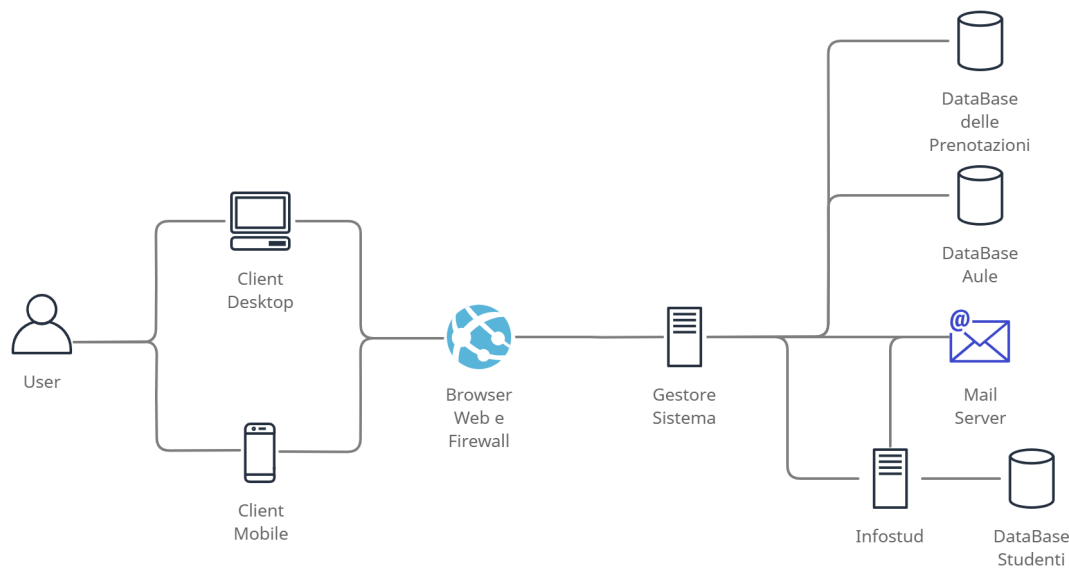 DataBase
delle
Prenotazioni
DataBase
Aule
Client
Desktop
@
User
Browser
Web e
Firewall
Gestore
Sistema
Mail
Server
Client
Mobile
Infostud
DataBase
Studenti